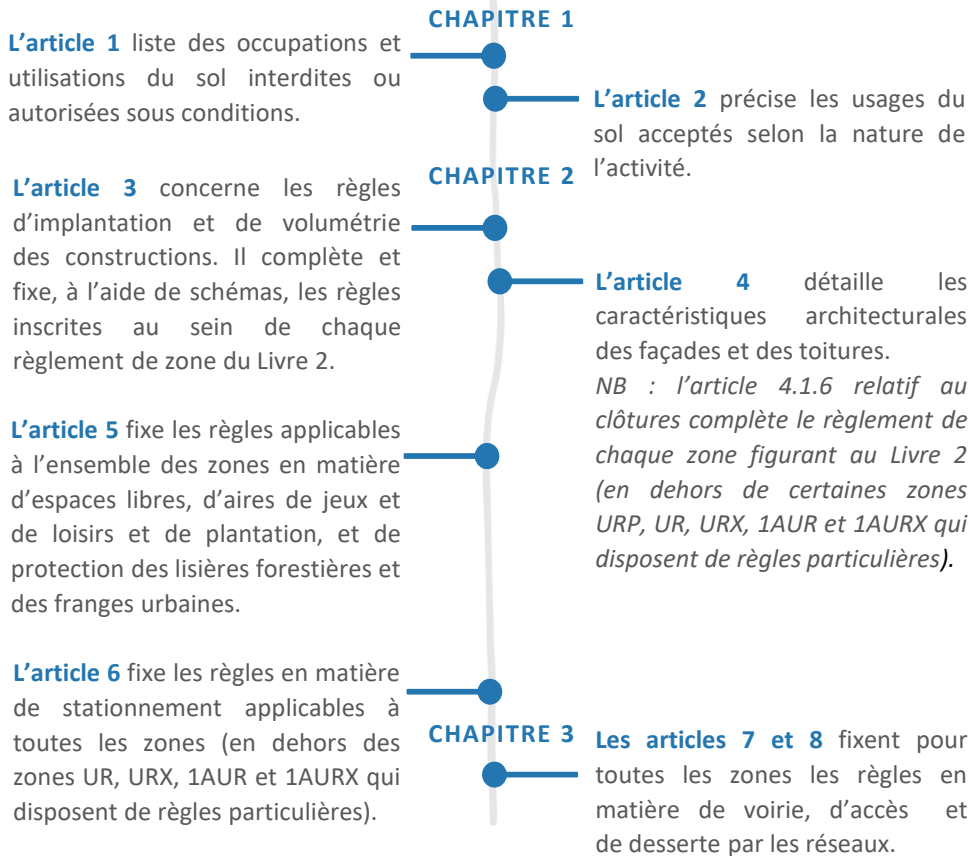 CHAPITRE 1
L’article 1 liste des occupations et
utilisations du sol interdites ou
autorisées sous conditions.
L’article 2 précise les usages du
sol acceptés selon la nature de
l’activité.
CHAPITRE 2
L’article 3 concerne les règles
d’implantation et de volumétrie
des constructions. Il complète et
fixe, à l’aide de schémas, les règles
inscrites au sein de chaque
règlement de zone du Livre 2.
L’article 4 détaille les
caractéristiques architecturales
des façades et des toitures.
NB : l’article 4.1.6 relatif au
clôtures complète le règlement de
chaque zone figurant au Livre 2
(en dehors de certaines zones
URP, UR, URX, 1AUR et 1AURX qui
disposent de règles particulières).
L’article 5 fixe les règles applicables
à l’ensemble des zones en matière
d’espaces libres, d’aires de jeux et
de loisirs et de plantation, et de
protection des lisières forestières et
des franges urbaines.
L’article 6 fixe les règles en matière
de stationnement applicables à
toutes les zones (en dehors des
zones UR, URX, 1AUR et 1AURX qui
disposent de règles particulières).
CHAPITRE 3
Les articles 7 et 8 fixent pour
toutes les zones les règles en
matière de voirie, d’accès et
de desserte par les réseaux.